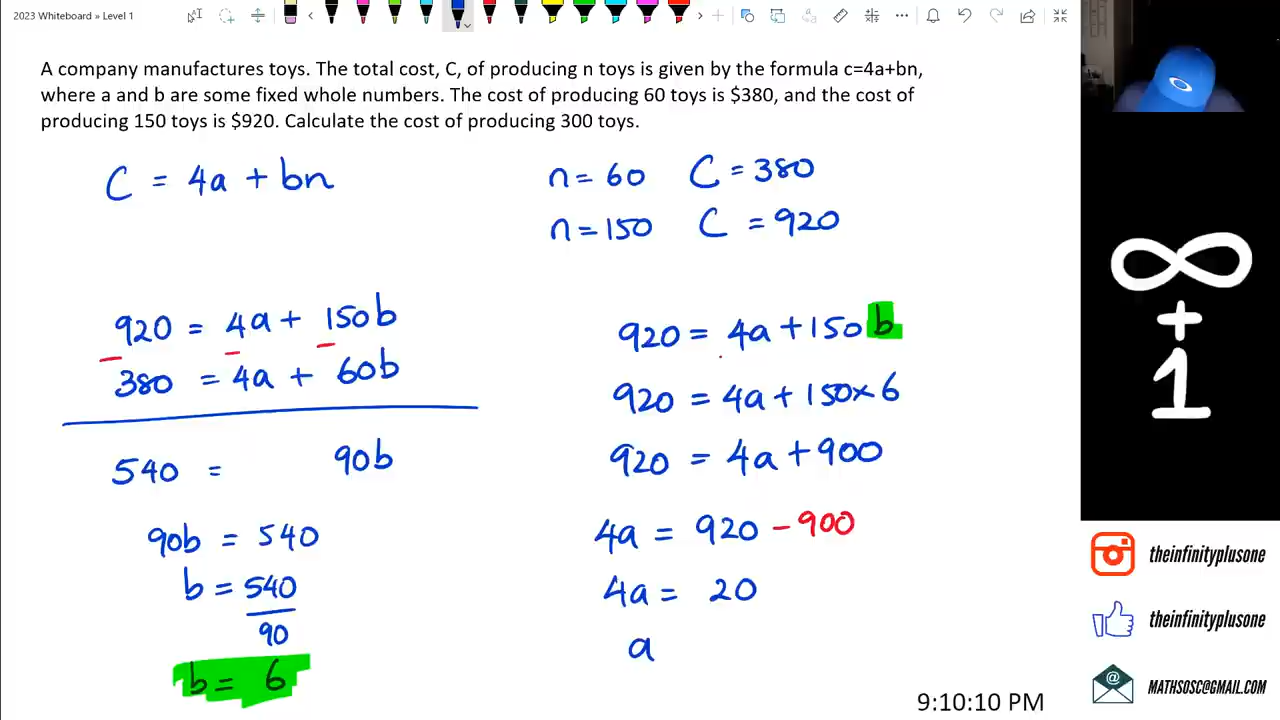 2023 Whiteboard » Level 1
A company manufactures toys. The total cost, C, of producing n toys is given by the formula c=4a+bn,
where a and b are some fixed whole numbers. The cost of producing 60 toys is $380, and the cost of
producing 150 toys is $920. Calculate the cost of producing 300 toys.
C = 4a + bn
n = 60 C = 380
n = 150 C = 920
920 = 4a + 150b
380 = 4a + 60b
540 = 90b
90b = 540
b = 540
90
b = 6
920 = 4a + 150b
920 = 4a + 150 × 6
920 = 4a + 900
4a = 920 - 900
4a = 20
a
∞
+
1
theinfinityplusone
theinfinityplusone
MATHSOSC@GMAIL.COM
9:10:10 PM